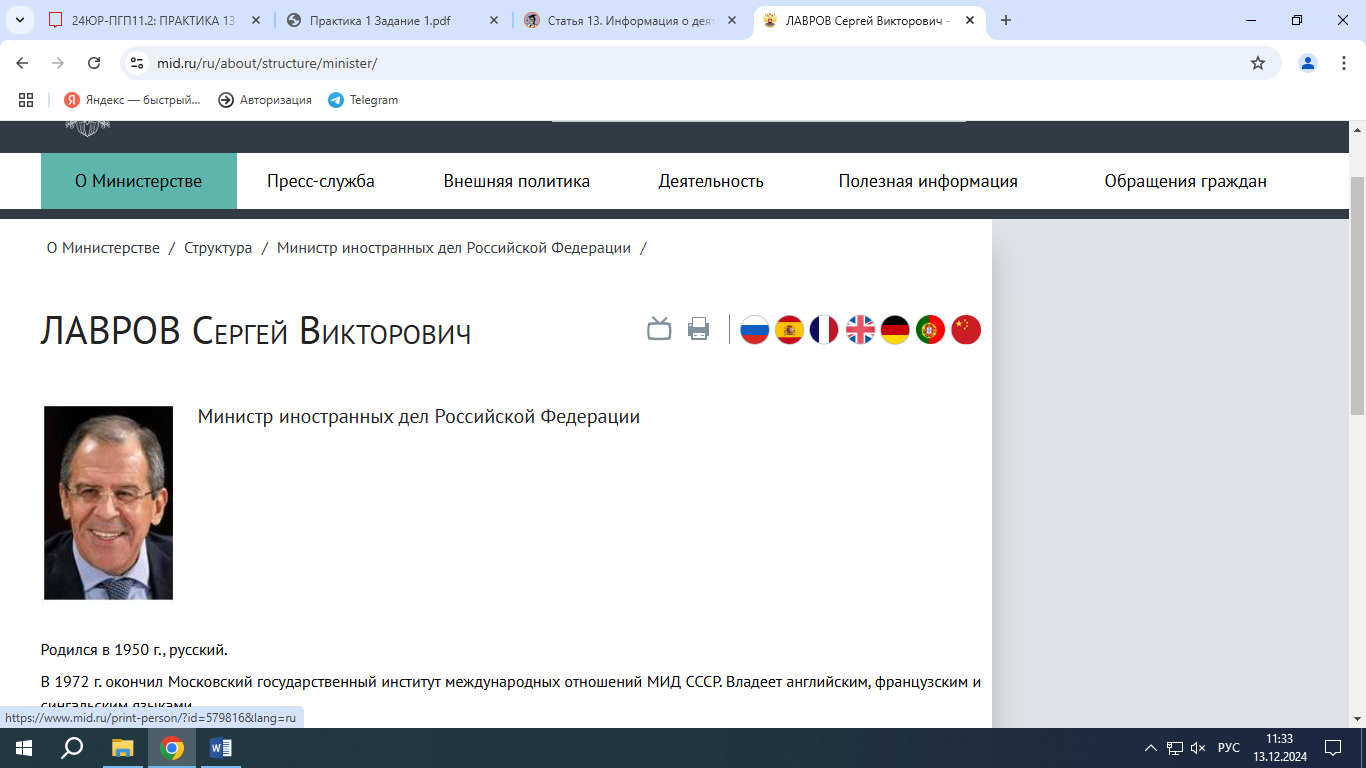 24ЮР-ПГП11.2: ПРАКТИКА 13
Практика 1 Задание 1.pdf
Статья 13. Информация о деят
ЛАВРОВ Сергей Викторович -
mid.ru/ru/about/structure/minister/
Яндекс — быстрый...
Авторизация
Telegram
О Министерстве
Пресс-служба
Внешняя политика
Деятельность
Полезная информация
Обращения граждан
О Министерстве / Структура / Министр иностранных дел Российской Федерации /
ЛАВРОВ Сергей Викторович
Министр иностранных дел Российской Федерации
Родился в 1950 г., русский.
В 1972 г. окончил Московский государственный институт международных отношений МИД СССР. Владеет английским, французским и
сингальским языками.
https://www.mid.ru/print-person/?id=579816&lang=ru
РУС
11:33
13.12.2024